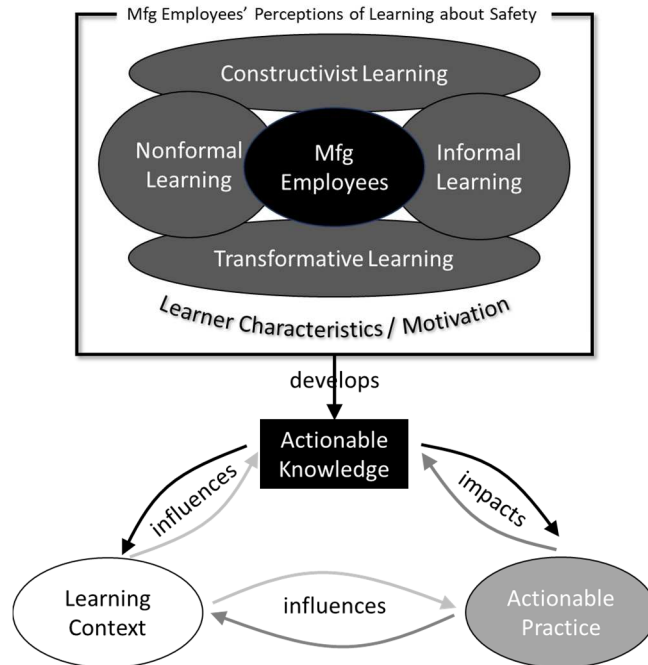 Mfg Employees' Perceptions of Learning about Safety
Constructivist Learning
Nonformal
Learning
Mfg
Employees
Informal
Learning
Transformative Learning
Learner Characteristics / Motivation
develops
Actionable
Knowledge
influences
impacts
Learning
Context
influences
Actionable
Practice